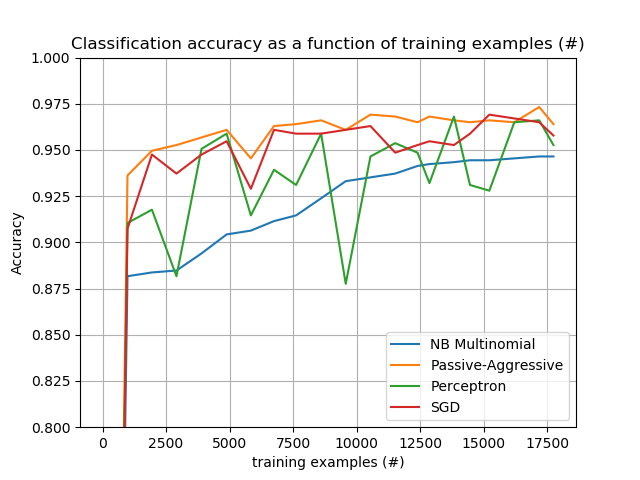 Classification accuracy as a function of training examples (#)
1.000
0.975
0.950
0.925
0.900
0.875
0.850
0.825
0.800
Accuracy
NB Multinomial
Passive-Aggressive
Perceptron
SGD
0 2500 5000 7500 10000 12500 15000 17500
training examples (#)